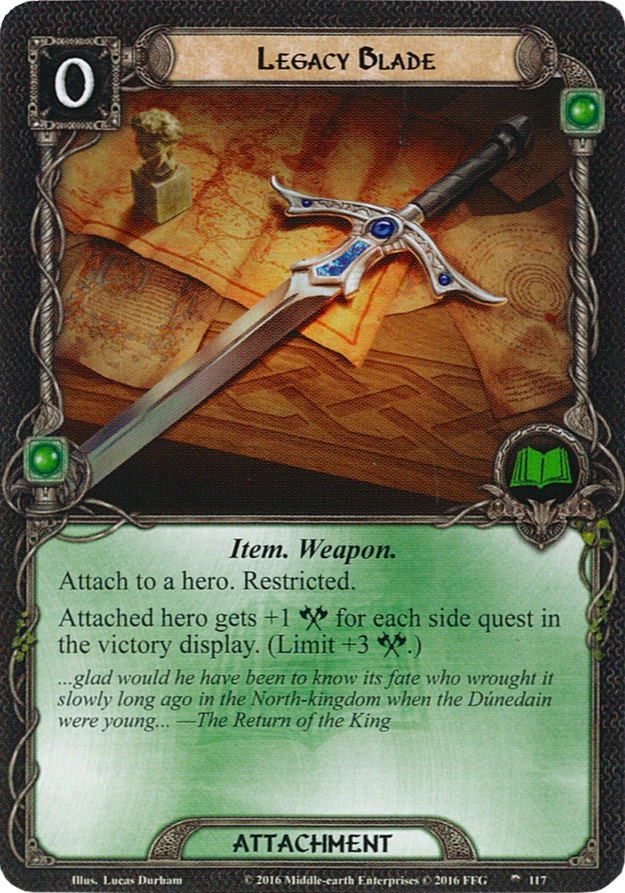 0
LEGACY BLADE
Item. Weapon.
Attach to a hero. Restricted.
Attached hero gets +1 for each side quest in
the victory display. (Limit +3 .)
...glad would he have been to know its fate who wrought it
slowly long ago in the North-kingdom when the Dúnedain
were young... —The Return of the King
ATTACHMENT
Illus. Lucas Durham © 2016 Middle-earth Enterprises © 2016 FFG 117